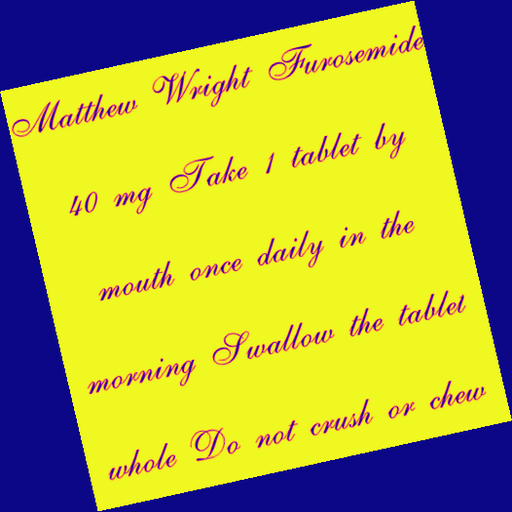 Matthew Wright Furosemide
40 mg Take 1 tablet by
mouth once daily in the
morning Swallow the tablet
whole Do not crush or chew